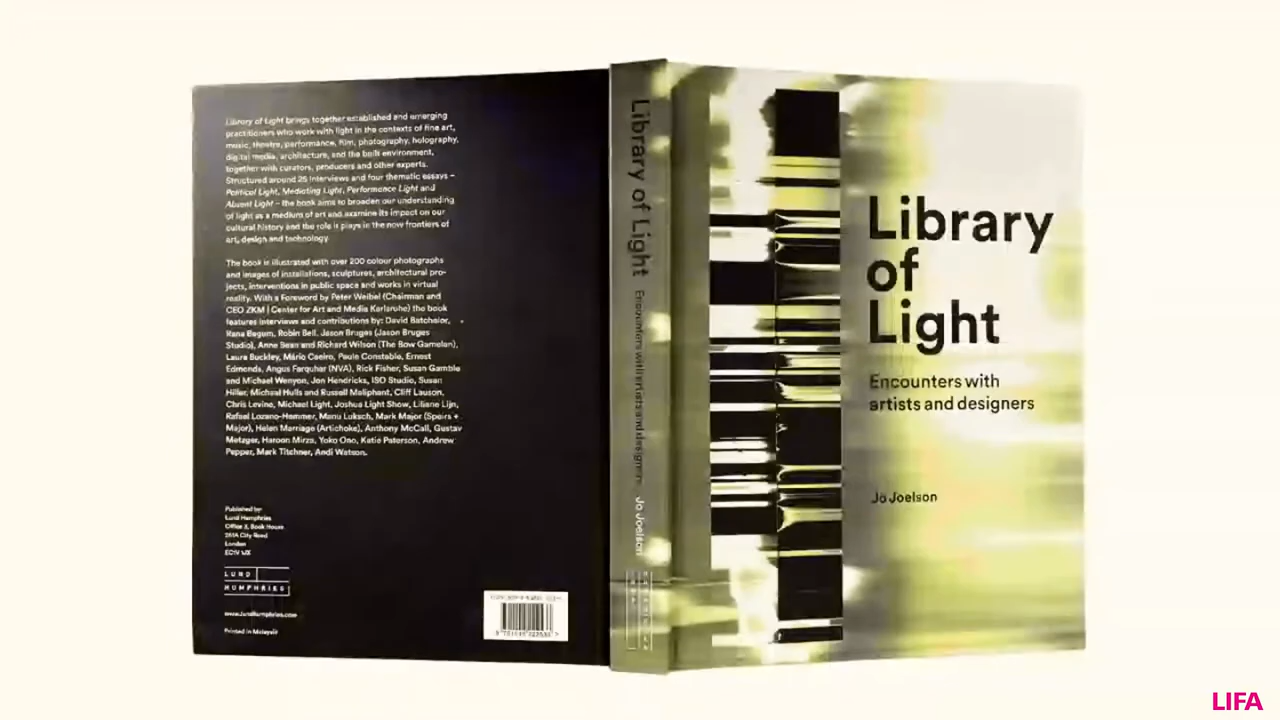 Library of Light brings together established and emerging
practitioners who work with light in the contexts of fine art,
music, theatre, performance, film, photography, holography,
digital media, architecture, and the built environment,
together with curators, producers and other experts.
Structured around 25 interviews and four thematic essays –
Political Light, Mediating Light, Performance Light and
Absent Light – the book aims to broaden our understanding
of light as a medium of art and examine its impact on our
cultural history and the role it plays in the new frontiers of
art, design and technology.
The book is illustrated with over 200 colour photographs
and images of installations, sculptures, architectural pro-
jects, interventions in public space and works in virtual
reality. With a Foreword by Peter Weibel (Chairman and
CEO ZKM | Center for Art and Media Karlsruhe) the book
features interviews and contributions by: David Batchelor,
Rana Begum, Robin Bell, Jason Bruges (Jason Bruges
Studio), Anne Bean and Richard Wilson (The Bow Gamelan),
Laura Buckley, Mário Caeiro, Paule Constable, Ernest
Edmonds, Angus Farquhar (NVA), Rick Fisher, Susan Gamble
and Michael Wenyon, Jon Hendricks, ISO Studio, Susan
Hiller, Michael Hulls and Russell Maliphant, Cliff Lauson,
Chris Levine, Michael Light, Joshua Light Show, Liliane Lijn,
Rafael Lozano-Hemmer, Manu Luksch, Mark Major (Speirs +
Major), Helen Marriage (Artichoke), Anthony McCall, Gustav
Metzger, Haroon Mirza, Yoko Ono, Katie Paterson, Andrew
Pepper, Mark Titchner, Andi Watson.
Published by
Lund Humphries
Office 3, Book House
261A City Road
London
EC1V 1JX
LUND
HUMPHRIES
www.lundhumphries.com
Printed in Malaysia
Library of Light Encounters with artists and designers Jo Joelson
Library
of
Light
Encounters with
artists and designers
Jo Joelson
LIFA